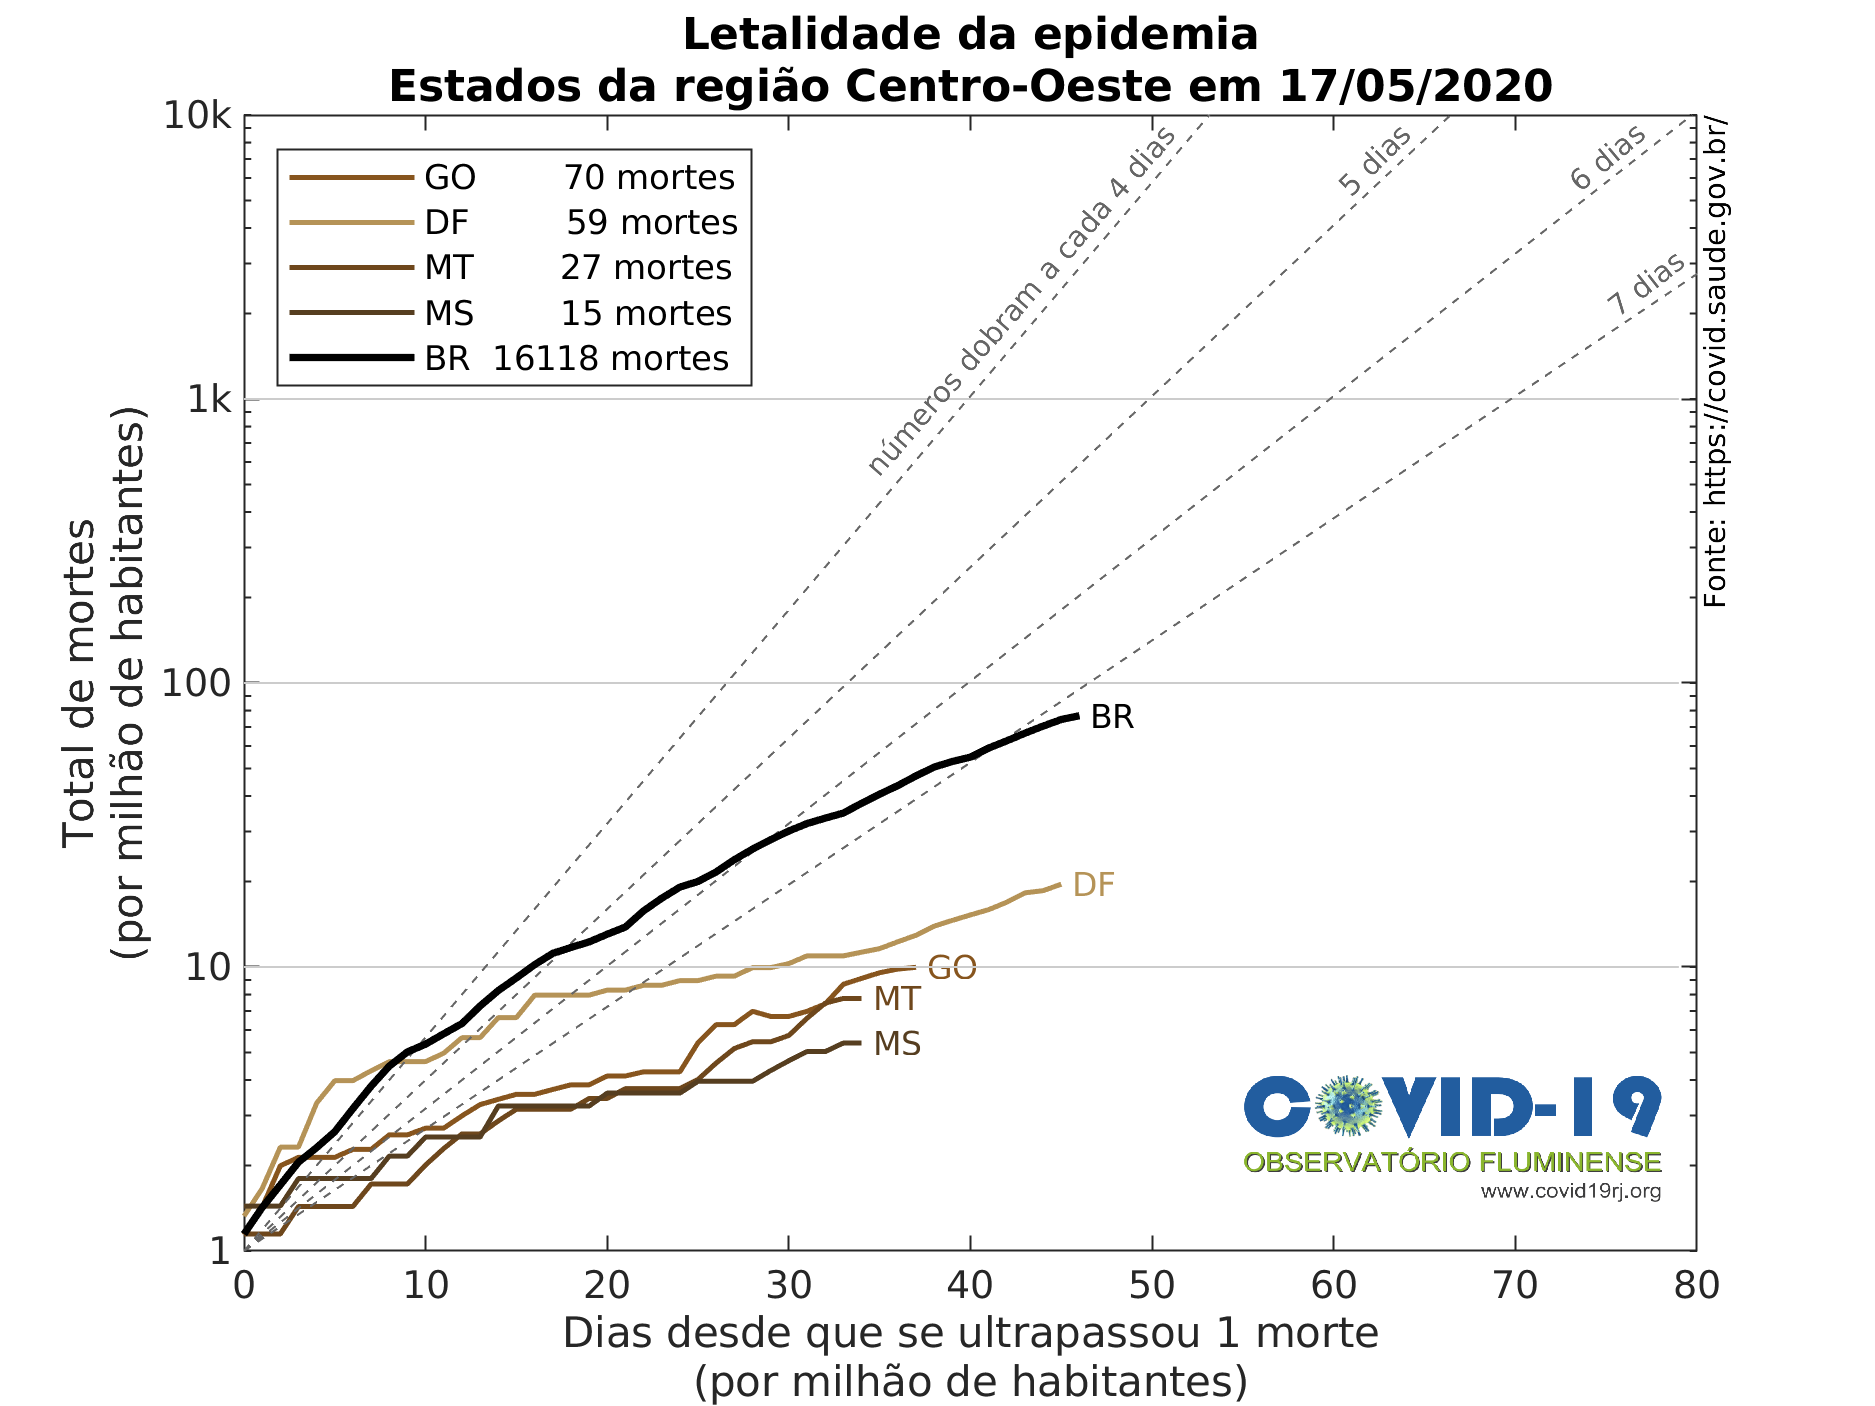 Letalidade da epidemia
Estados da região Centro-Oeste em 17/05/2020
10k
1k
100
10
1
Total de mortes
(por milhão de habitantes)
GO 70 mortes
DF 59 mortes
MT 27 mortes
MS 15 mortes
BR 16118 mortes
números dobram a cada 4 dias
5 dias
6 dias
7 dias
Fonte: https://covid.saude.gov.br/
BR
DF
GO
MT
MS
COVID-19
OBSERVATÓRIO FLUMINENSE
www.covid19rj.org
0 10 20 30 40 50 60 70 80
Dias desde que se ultrapassou 1 morte
(por milhão de habitantes)